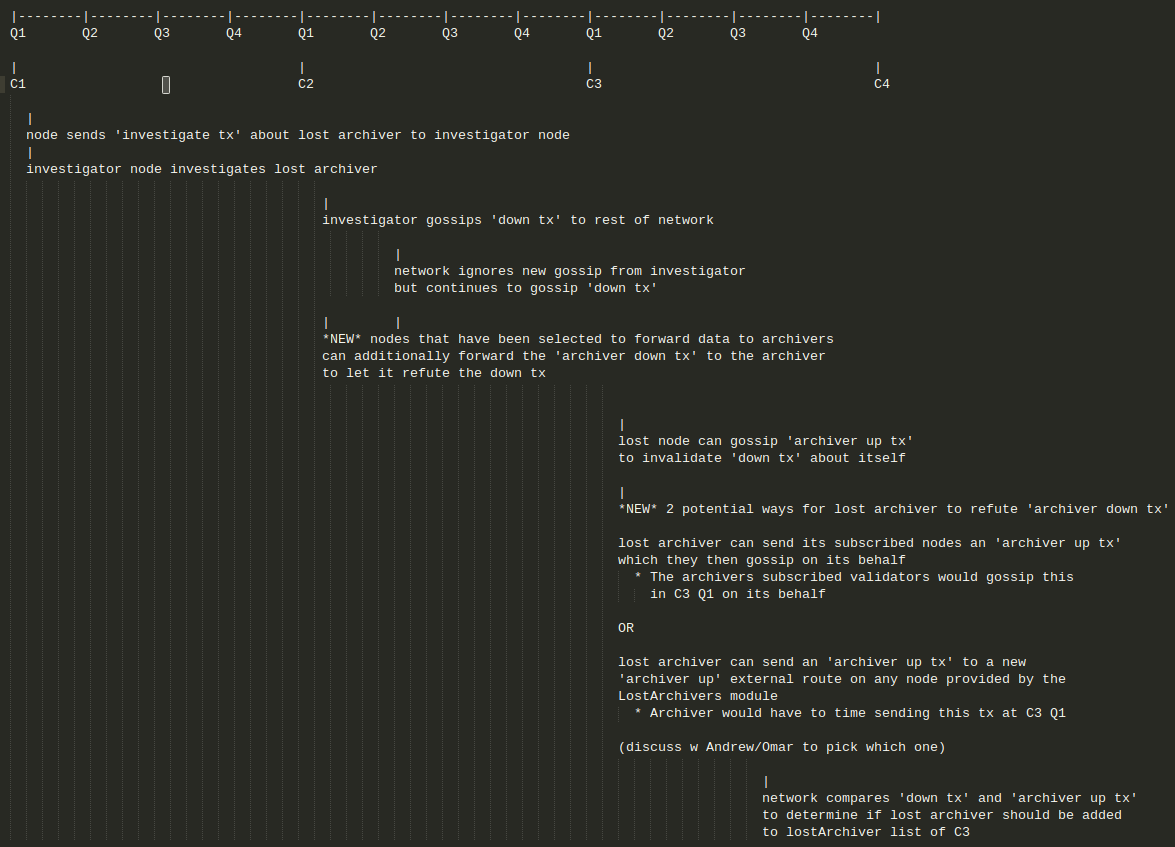 |--------|--------|--------|--------|--------|--------|--------|--------|--------|--------|--------|--------|
Q1       Q2       Q3       Q4       Q1       Q2       Q3       Q4       Q1       Q2       Q3       Q4
|                                   |                                   |                                   |
C1                                  C2                                  C3                                  C4
|
node sends 'investigate tx' about lost archiver to investigator node
|
investigator node investigates lost archiver
|
investigator gossips 'down tx' to rest of network
|
network ignores new gossip from investigator
but continues to gossip 'down tx'
|        |
*NEW* nodes that have been selected to forward data to archivers
can additionally forward the 'archiver down tx' to the archiver
to let it refute the down tx
|
lost node can gossip 'archiver up tx'
to invalidate 'down tx' about itself
|
*NEW* 2 potential ways for lost archiver to refute 'archiver down tx'
lost archiver can send its subscribed nodes an 'archiver up tx'
which they then gossip on its behalf
* The archivers subscribed validators would gossip this
in C3 Q1 on its behalf
OR
lost archiver can send an 'archiver up tx' to a new
'archiver up' external route on any node provided by the
LostArchivers module
* Archiver would have to time sending this tx at C3 Q1
(discuss w Andrew/Omar to pick which one)
|
network compares 'down tx' and 'archiver up tx'
to determine if lost archiver should be added
to lostArchiver list of C3